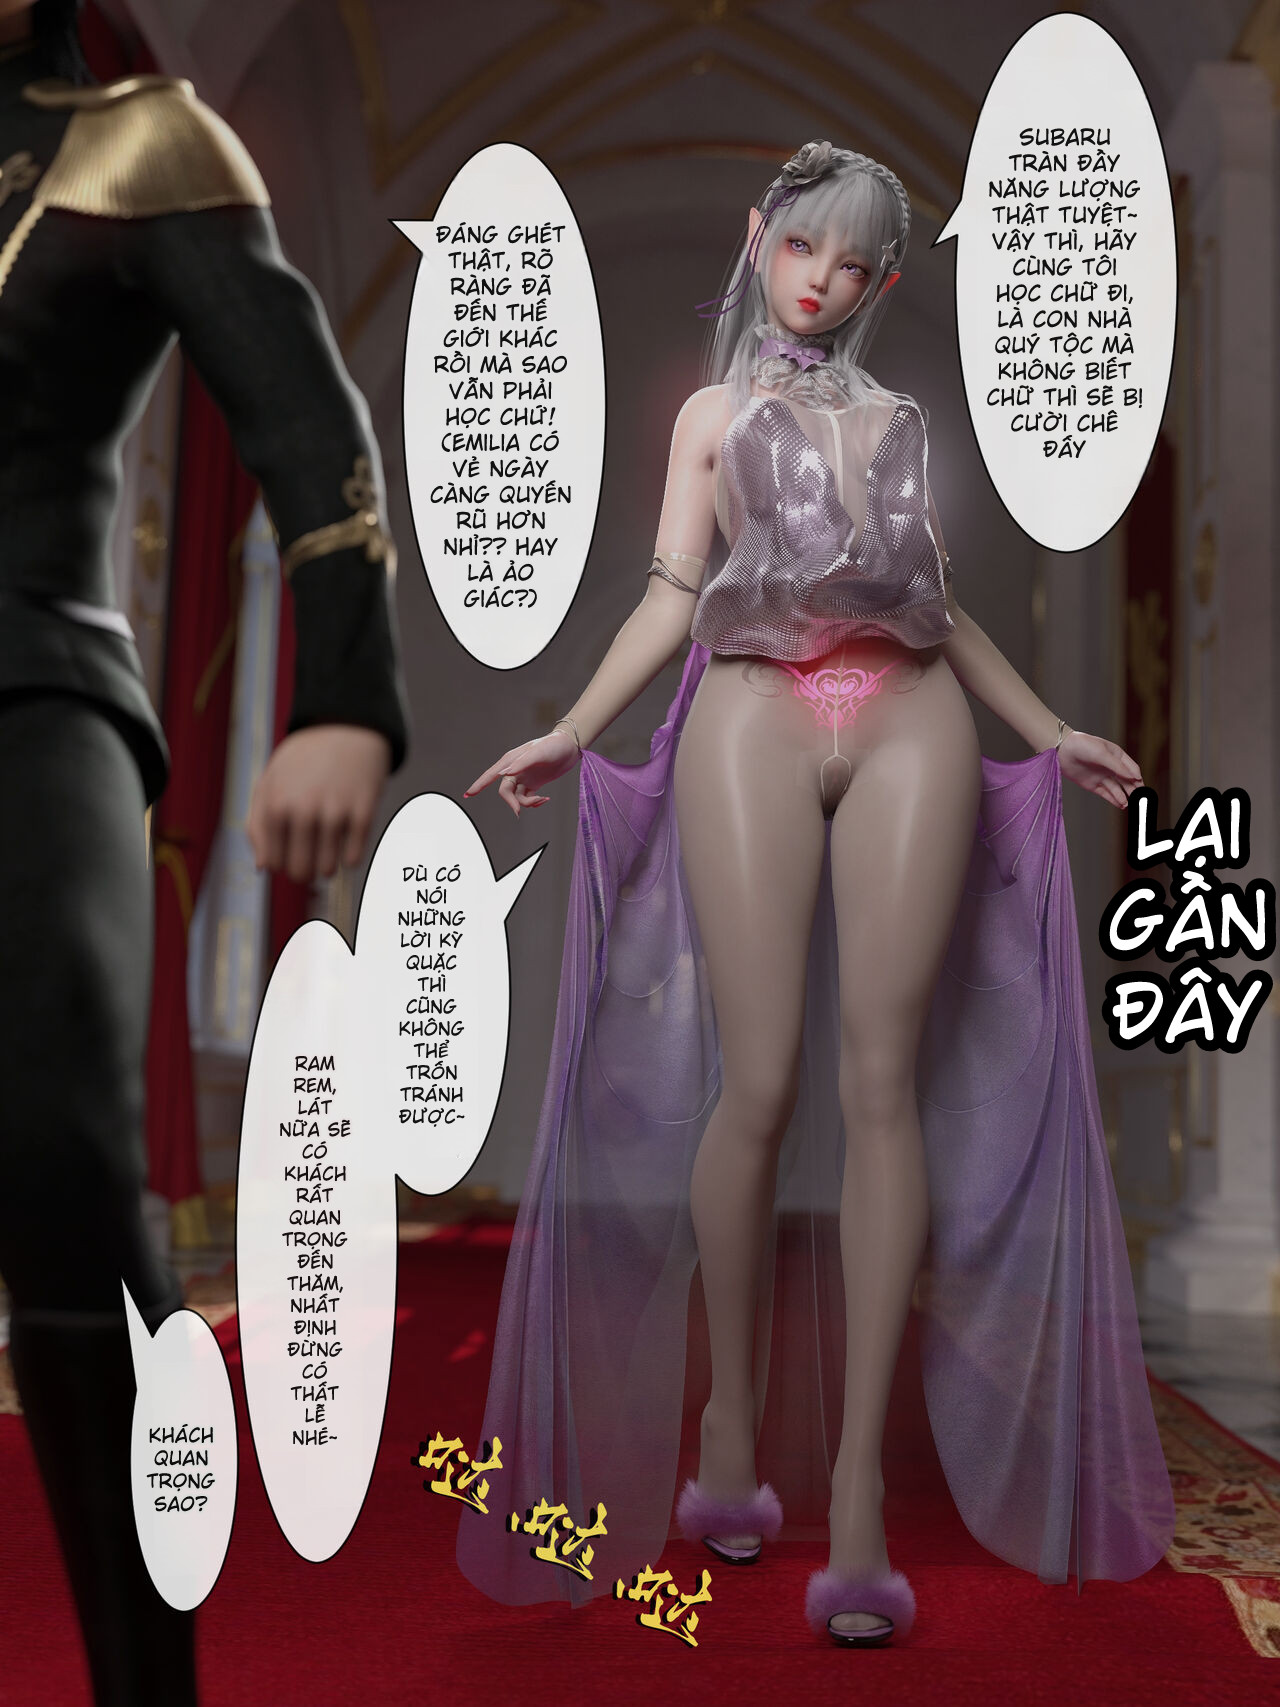 SUBARU
TRÀN ĐẦY
NĂNG LƯỢNG
THẬT TUYỆT~
VẬY THÌ, HÃY
CÙNG TÔI
HỌC CHỮ ĐI,
LÀ CON NHÀ
QUÝ TỘC MÀ
KHÔNG BIẾT
CHỮ THÌ SẼ BỊ
CƯỜI CHÊ
ĐẤY
ĐÁNG GHÉT
THẬT, RÕ
RÀNG ĐÃ
ĐẾN THẾ
GIỚI KHÁC
RỒI MÀ SAO
VẪN PHẢI
HỌC CHỨ!
(EMILIA CÓ
VẺ NGÀY
CÀNG QUYẾN
RŨ HƠN
NHỈ?? HAY
LÀ ẢO
GIÁC?)
LẠI
GẦN
ĐÂY
DÙ CÓ
NÓI
NHỮNG
LỜI KỲ
QUẶC
THÌ
CŨNG
KHÔNG
THỂ
TRỐN
TRÁNH
ĐƯỢC~
RAM
REM,
LÁT
NỮA SẼ
CÓ
KHÁCH
RẤT
QUAN
TRỌNG
ĐẾN
THĂM,
NHẤT
ĐỊNH
ĐỪNG
CÓ
THẤT
LỄ
NHÉ~
KHÁCH
QUAN
TRỌNG
SAO?
哒
哒
哒